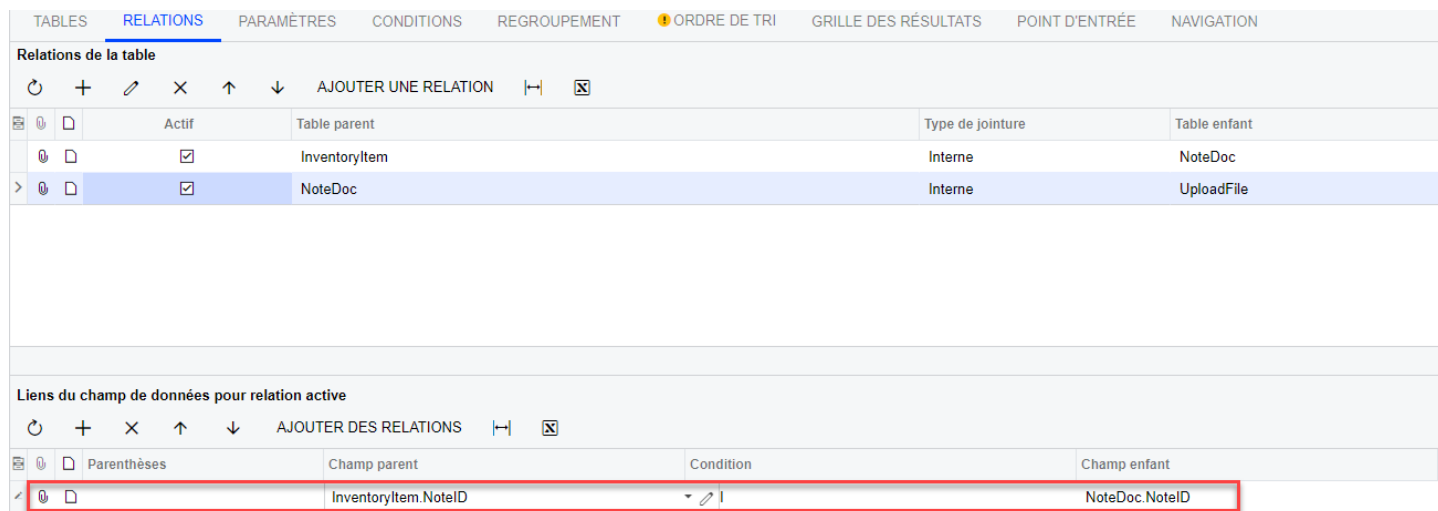 TABLES RELATIONS PARAMÈTRES CONDITIONS REGROUPEMENT ORDRE DE TRI GRILLE DES RÉSULTATS POINT D'ENTRÉE NAVIGATION
Relations de la table
AJOUTER UNE RELATION
Actif Table parent Type de jointure Table enfant
InventoryItem Interne NoteDoc
NoteDoc Interne UploadFile
Liens du champ de données pour relation active
AJOUTER DES RELATIONS
Parenthèses Champ parent Condition Champ enfant
InventoryItem.NoteID I NoteDoc.NoteID